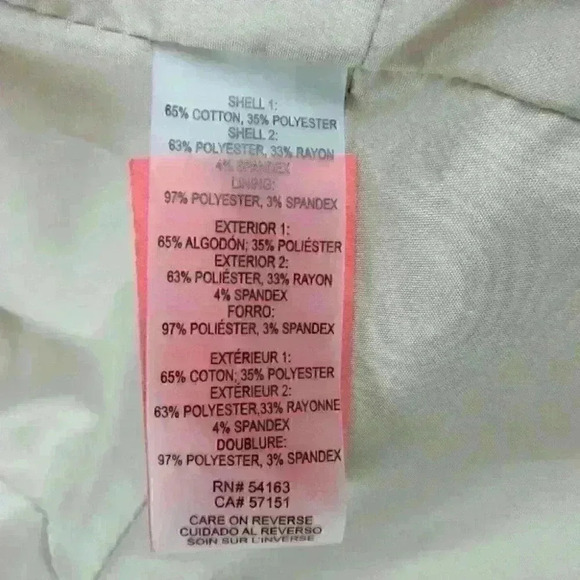 SHELL 1:
65% COTTON, 35% POLYESTER
SHELL 2:
63% POLYESTER, 33% RAYON
4% SPANDEX
LINING:
97% POLYESTER, 3% SPANDEX
EXTERIOR 1:
65% ALGODÓN; 35% POLIÉSTER
EXTERIOR 2:
63% POLIÉSTER, 33% RAYON
4% SPANDEX
FORRO:
97% POLIÉSTER, 3% SPANDEX
EXTÉRIEUR 1:
65% COTON; 35% POLYESTER
EXTÉRIEUR 2:
63% POLYESTER,33% RAYONNE
4% SPANDEX
DOUBLURE:
97% POLYESTER, 3% SPANDEX
RN# 54163
CA# 57151
CARE ON REVERSE
CUIDADO AL REVERSO
SOIN SUR L'INVERSE